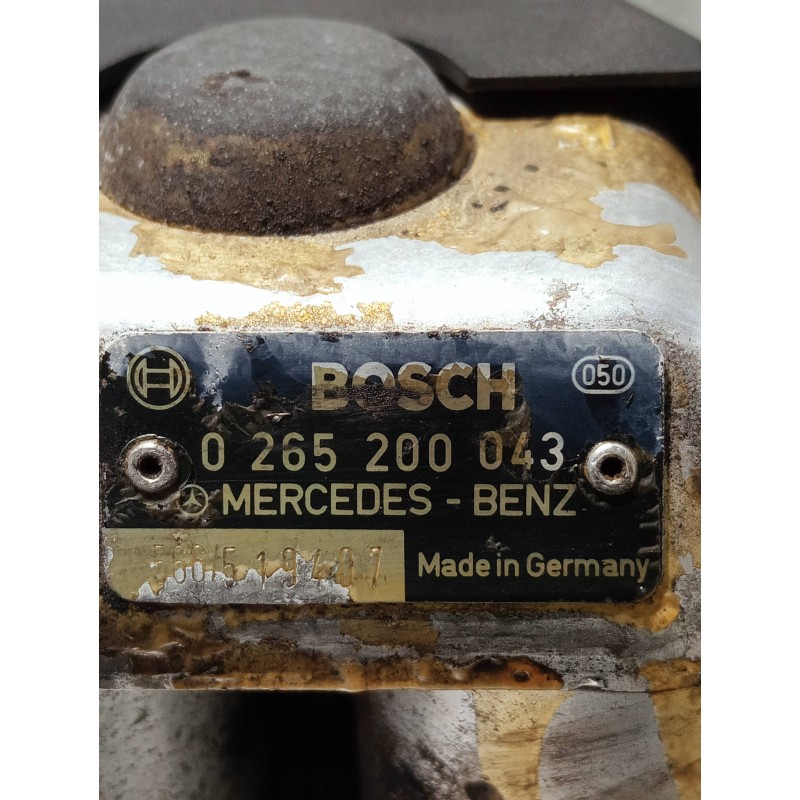 BOSCH 050
0 265 200 043
MERCEDES - BENZ
Made in Germany